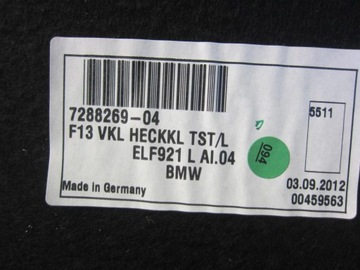 7288269-04
F13 VKL HECKKL TST/L
ELF921 L AI.04
BMW
Made in Germany
5511
094
03.09.2012
00459563